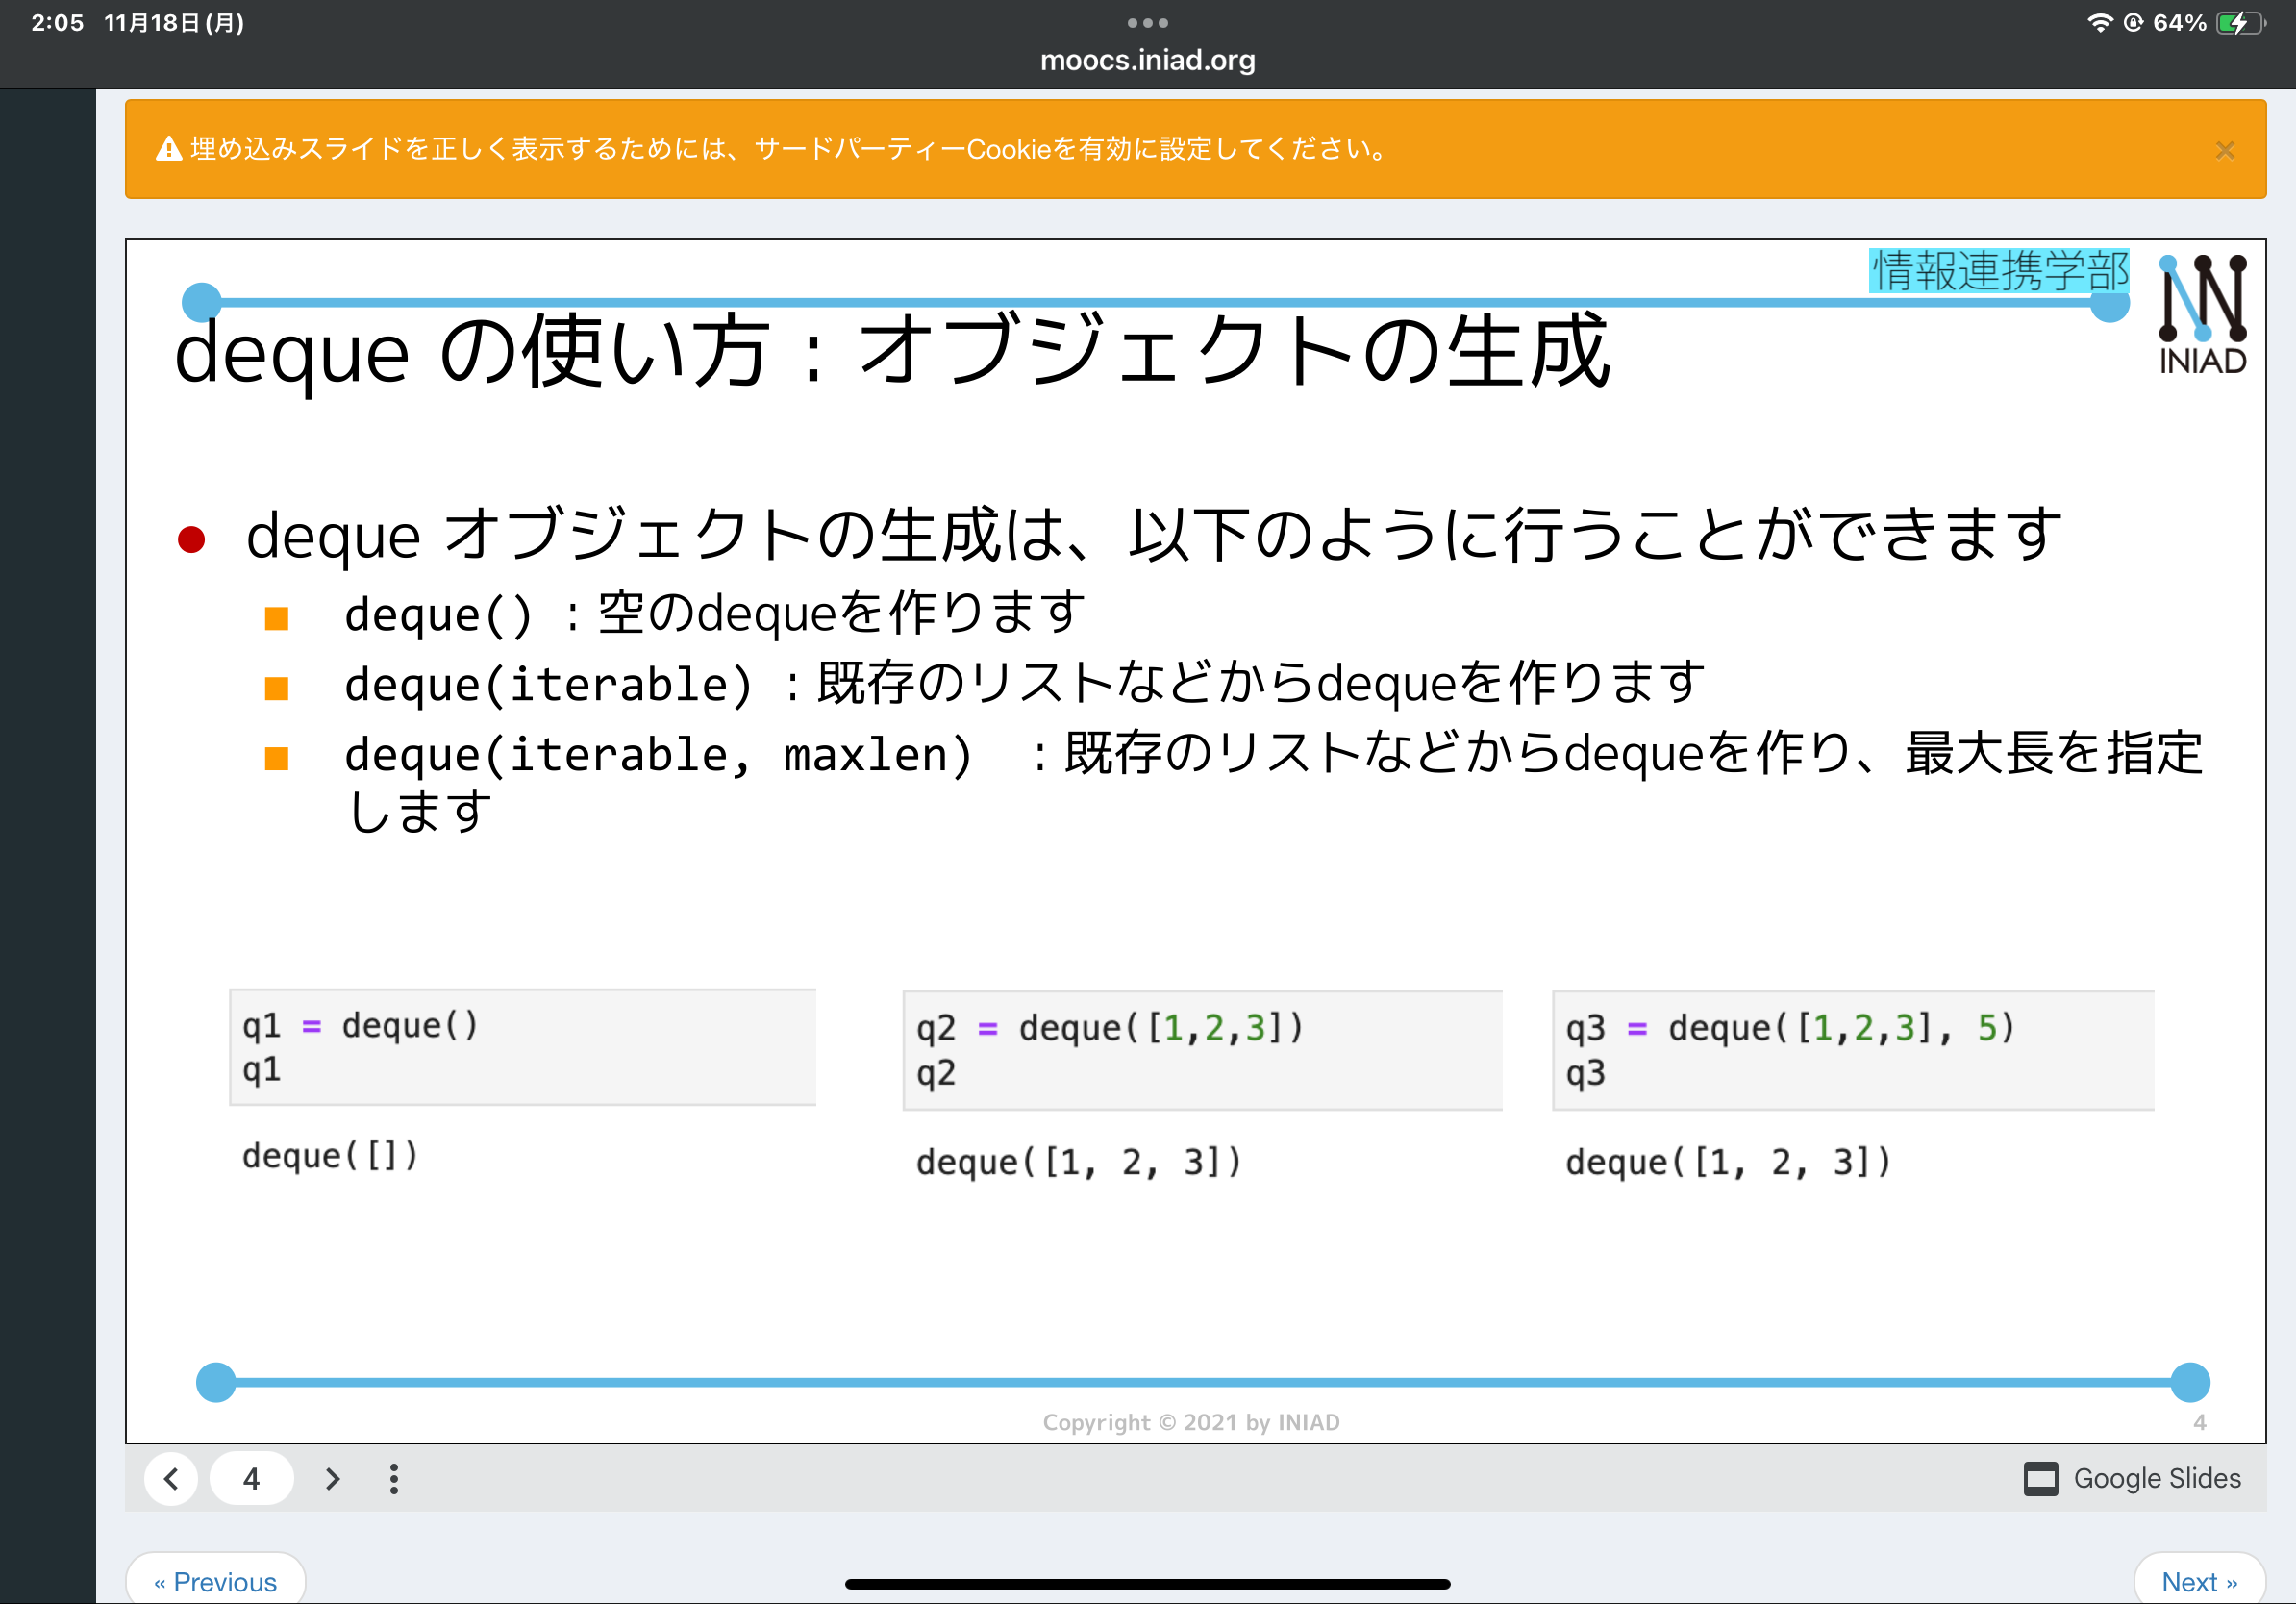 2:05 11月18日(月)
64%
moocs.iniad.org
埋め込みスライドを正しく表示するためには、サードパーティーCookieを有効に設定してください。
×
情報連携学部
INIAD
deque の使い方：オブジェクトの生成
deque オブジェクトの生成は、以下のように行うことができます
deque() ：空のdequeを作ります
deque(iterable) ：既存のリストなどからdequeを作ります
deque(iterable, maxlen) ：既存のリストなどからdequeを作り、最大長を指定
します
q1 = deque()
q1
deque([])
q2 = deque([1,2,3])
q2
deque([1, 2, 3])
q3 = deque([1,2,3], 5)
q3
deque([1, 2, 3])
Copyright © 2021 by INIAD
4
4
Google Slides
« Previous
Next »